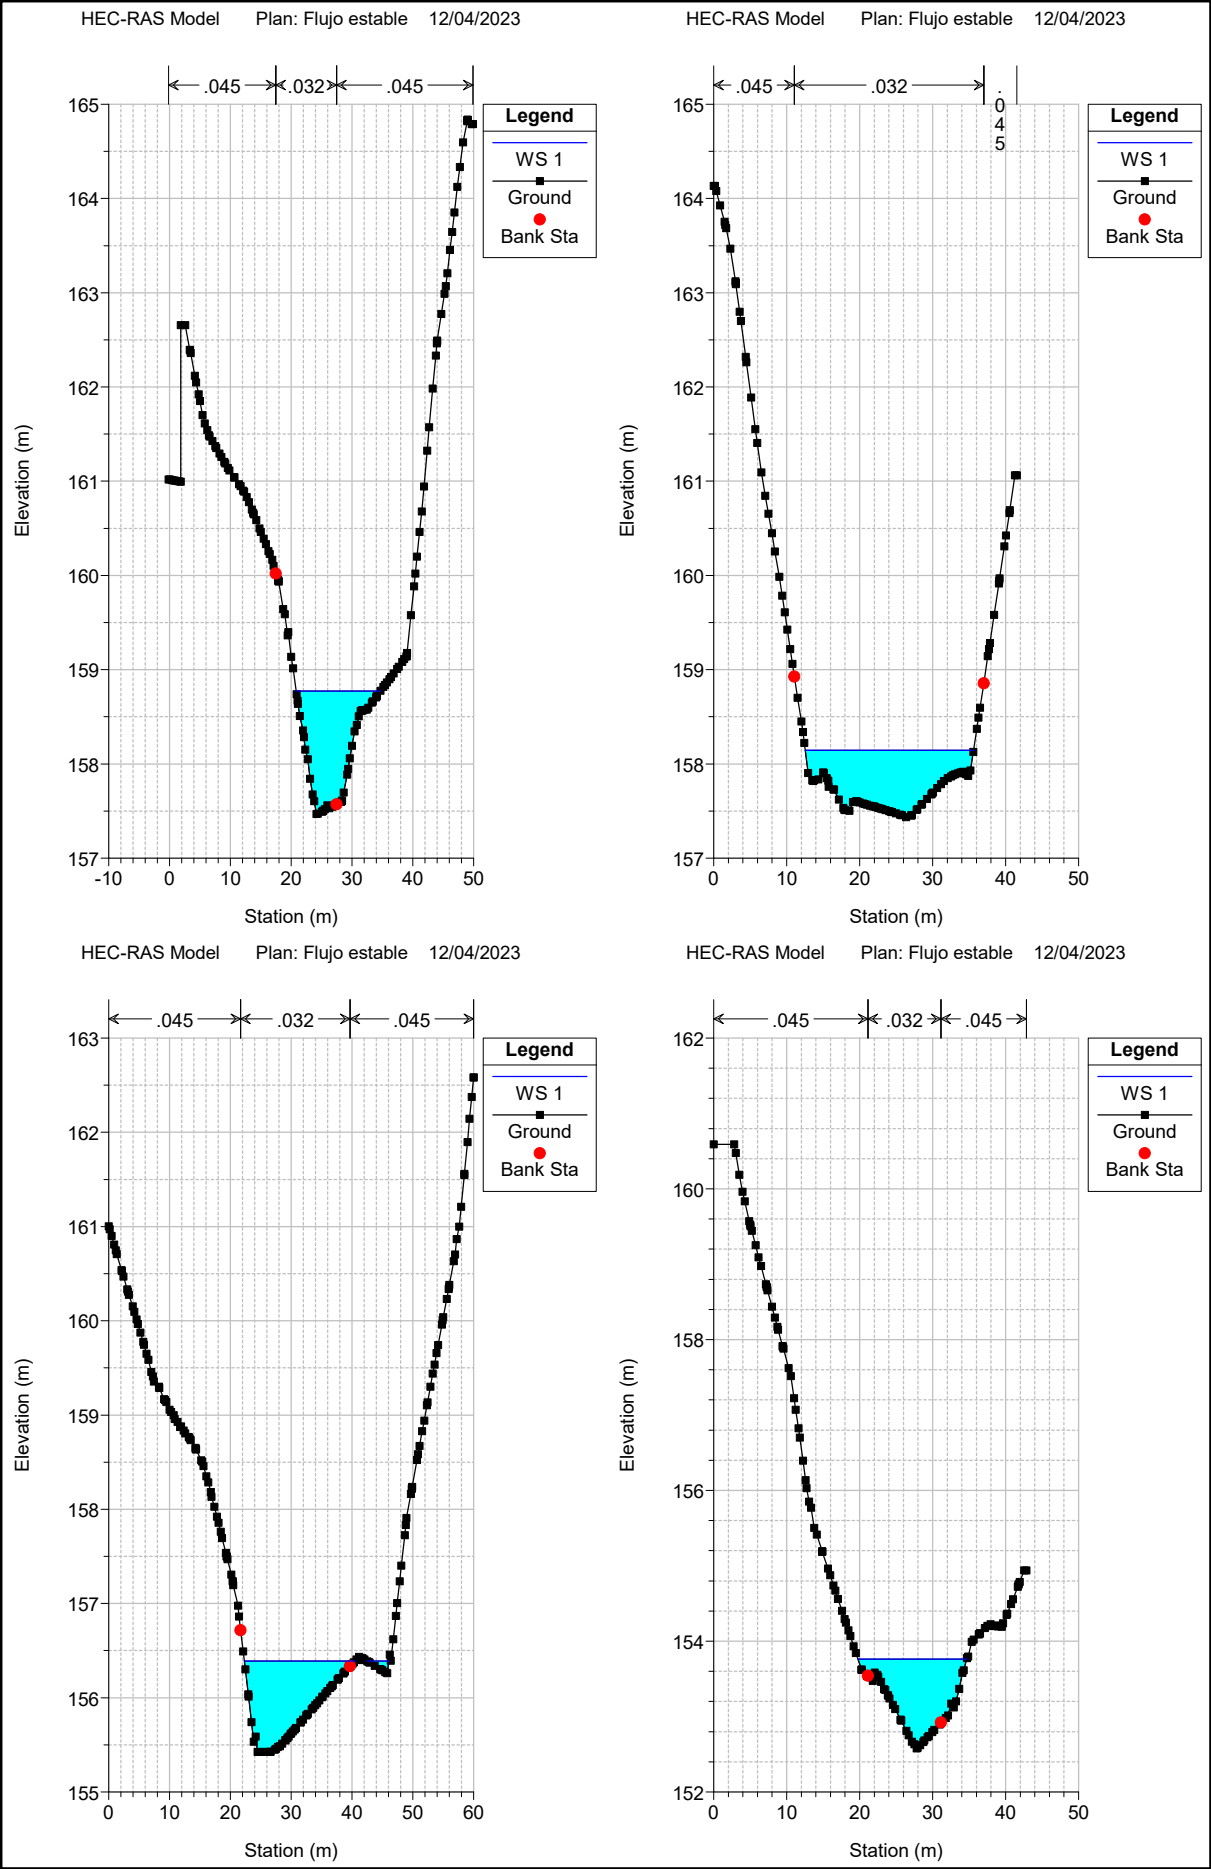 HEC-RAS Model Plan: Flujo estable 12/04/2023
.045 .032 .045
165
164
163
162
161
160
159
158
157
-10 0 10 20 30 40 50
Station (m)
Elevation (m)
Legend
WS 1
Ground
Bank Sta
HEC-RAS Model Plan: Flujo estable 12/04/2023
.045 .032 .045
165
164
163
162
161
160
159
158
157
0 10 20 30 40 50
Station (m)
Elevation (m)
Legend
WS 1
Ground
Bank Sta
HEC-RAS Model Plan: Flujo estable 12/04/2023
.045 .032 .045
163
162
161
160
159
158
157
156
155
0 10 20 30 40 50 60
Station (m)
Elevation (m)
Legend
WS 1
Ground
Bank Sta
HEC-RAS Model Plan: Flujo estable 12/04/2023
.045 .032 .045
162
160
158
156
154
152
0 10 20 30 40 50
Station (m)
Elevation (m)
Legend
WS 1
Ground
Bank Sta